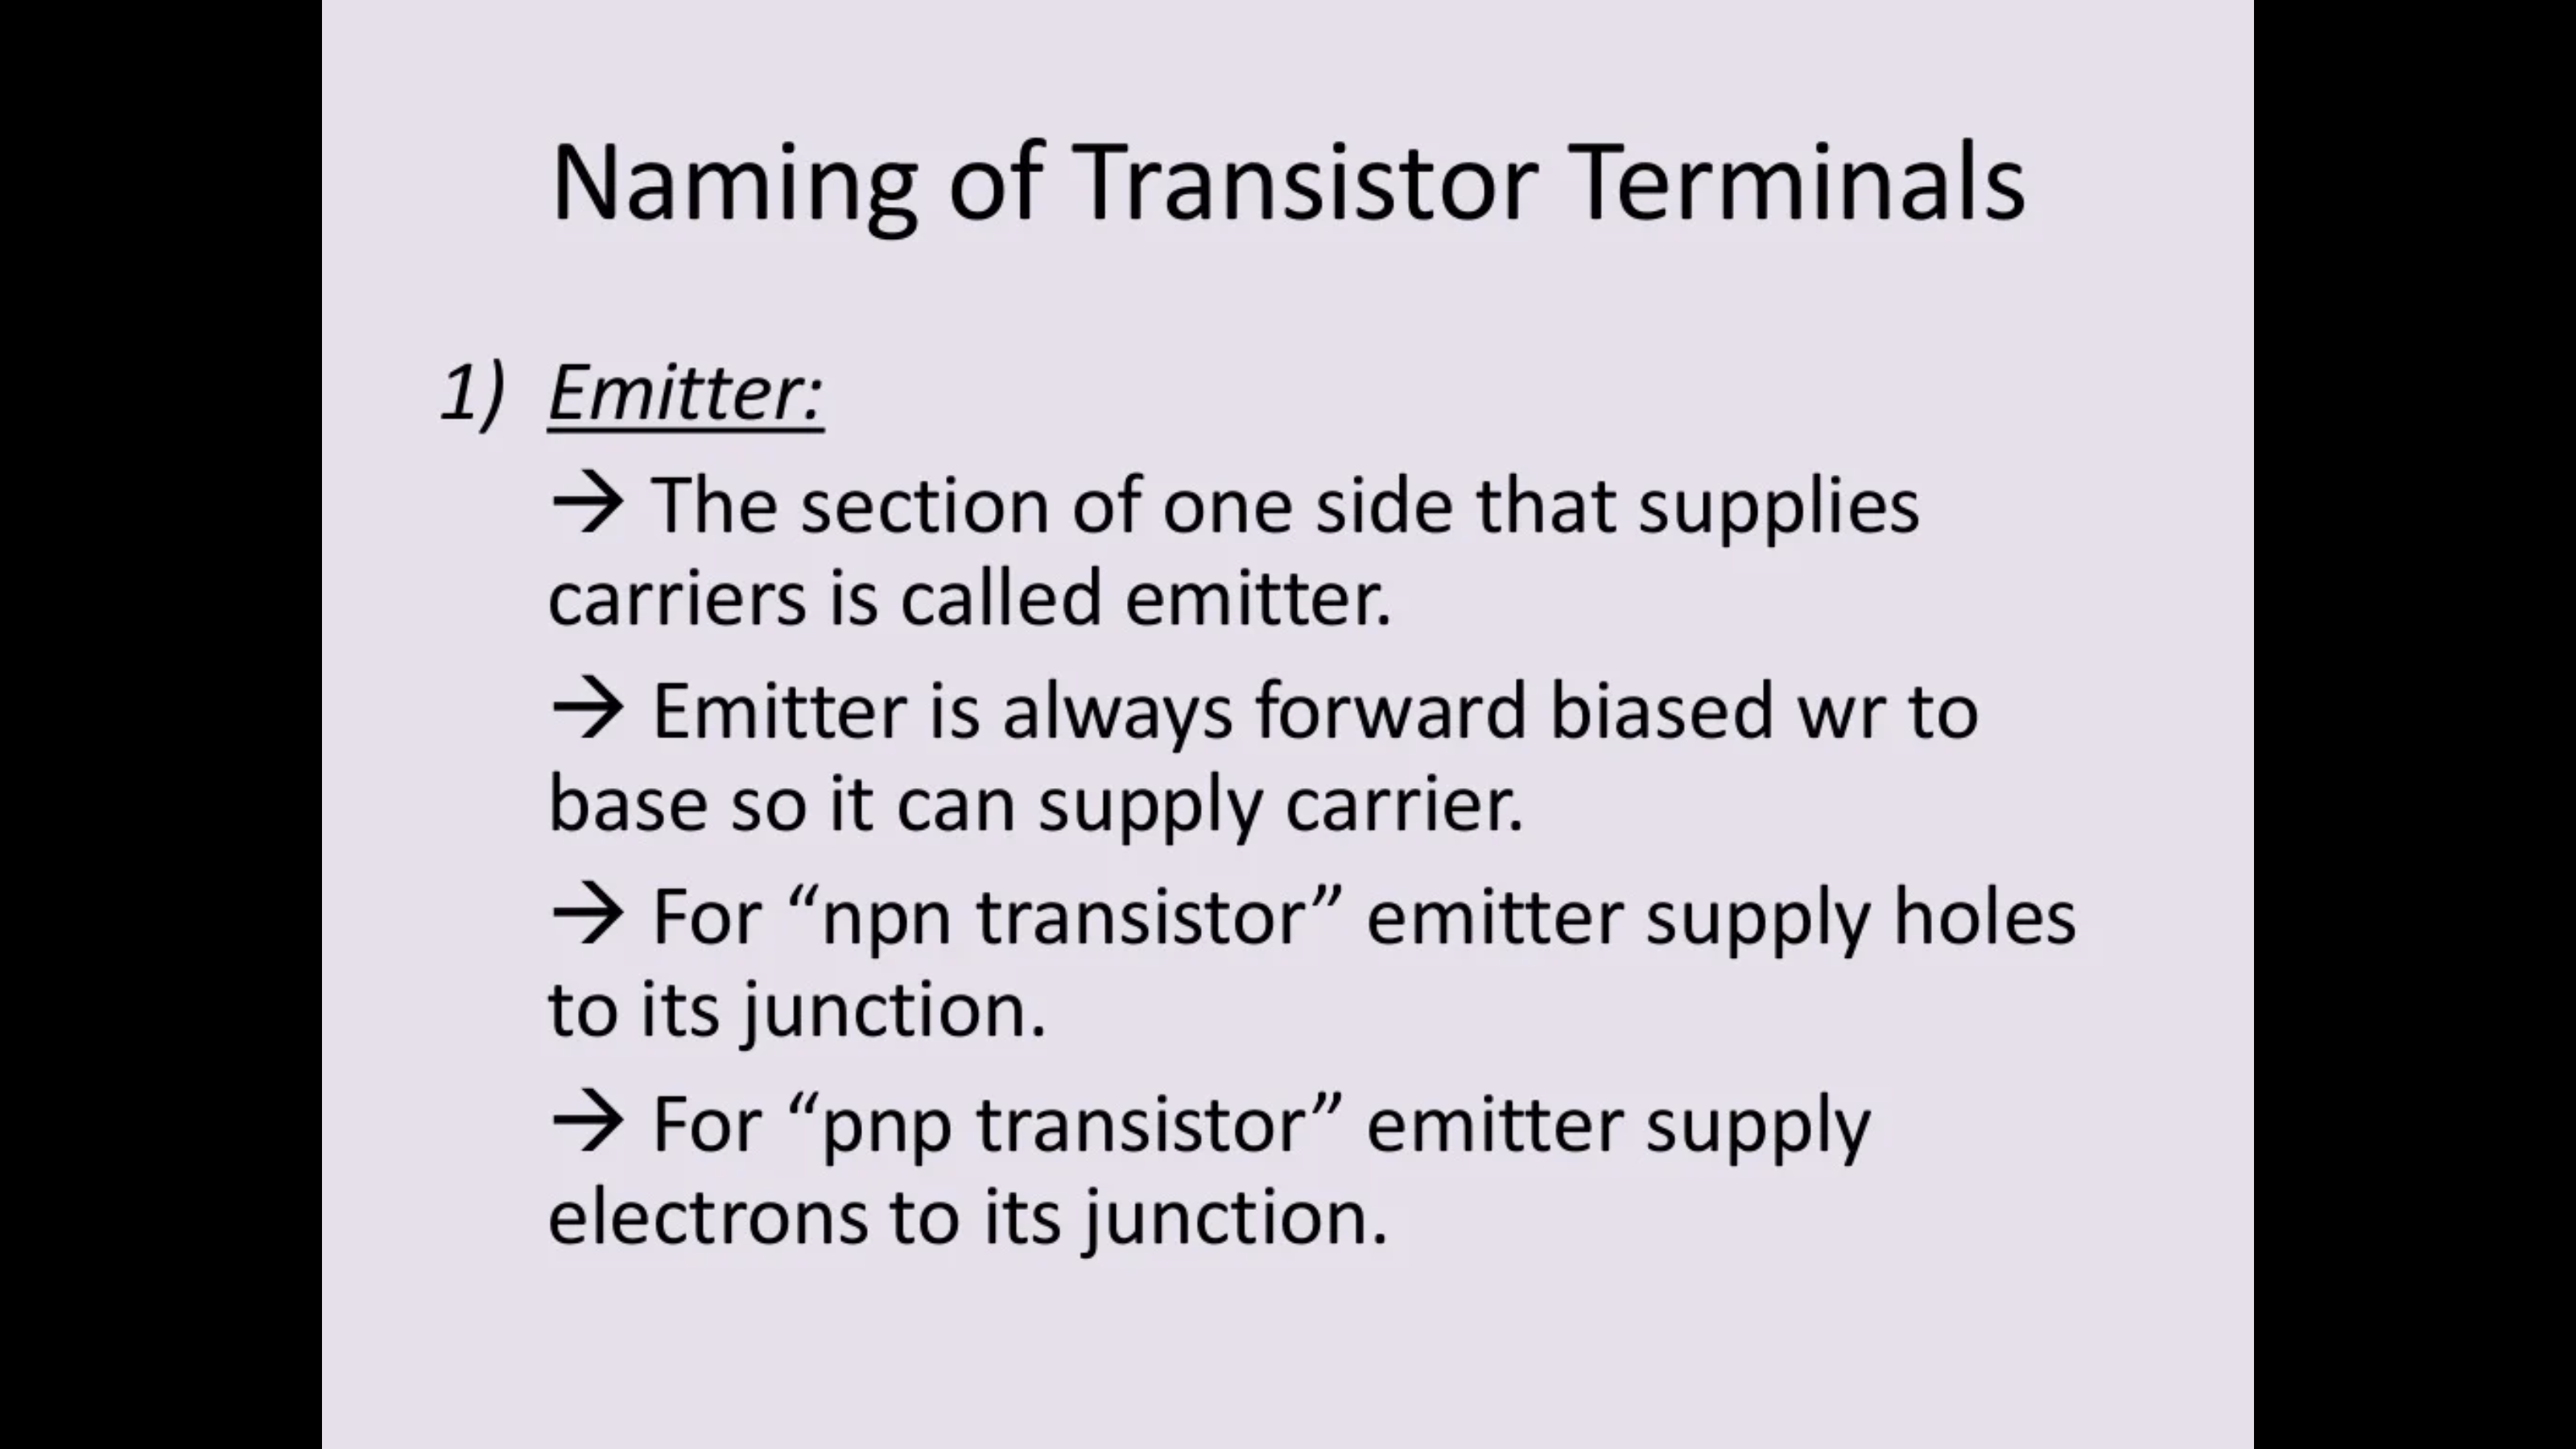 Naming of Transistor Terminals
1) Emitter:
→ The section of one side that supplies
carriers is called emitter.
→ Emitter is always forward biased wr to
base so it can supply carrier.
→ For “npn transistor” emitter supply holes
to its junction.
→ For “pnp transistor” emitter supply
electrons to its junction.